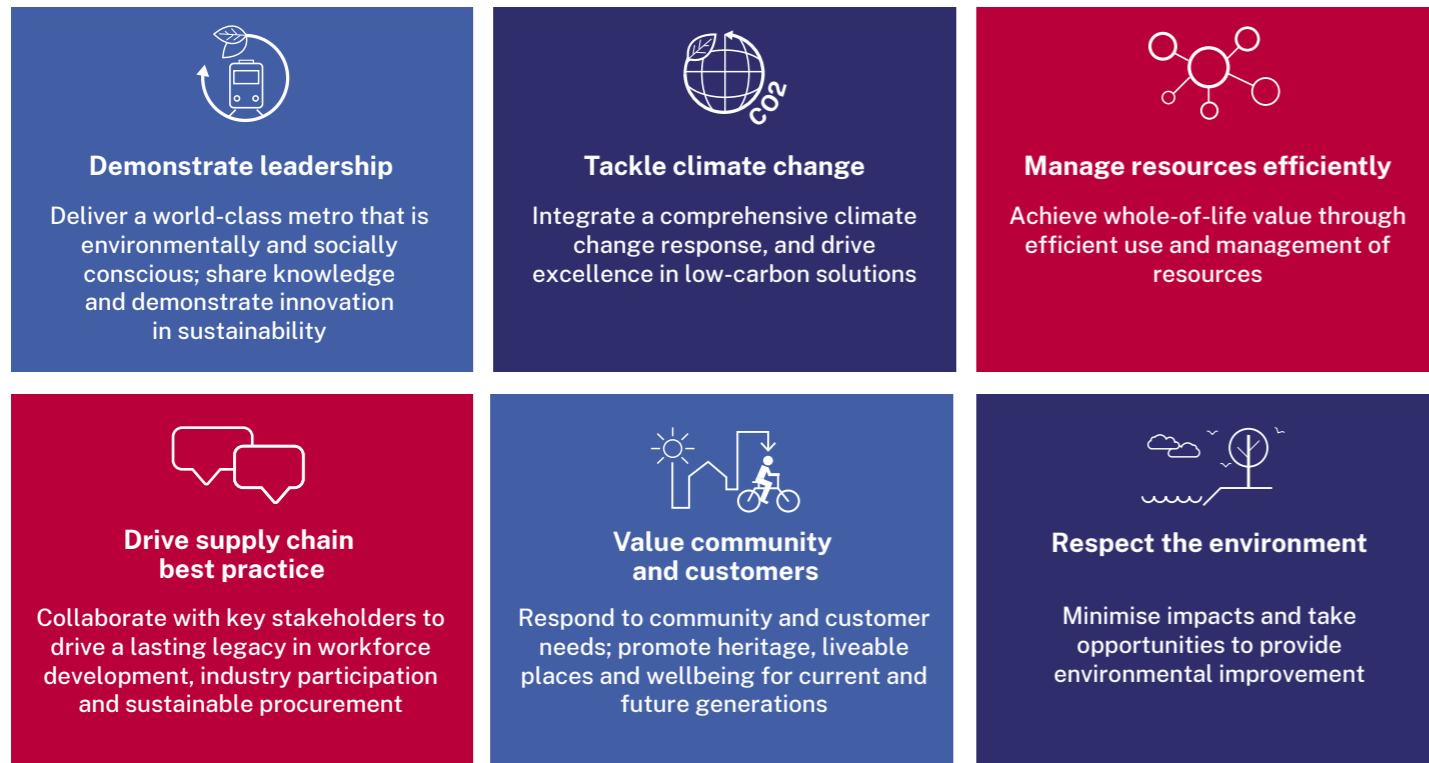 Demonstrate leadership
Deliver a world-class metro that is
environmentally and socially
conscious; share knowledge
and demonstrate innovation
in sustainability
CO2
Tackle climate change
Integrate a comprehensive climate
change response, and drive
excellence in low-carbon solutions
Manage resources efficiently
Achieve whole-of-life value through
efficient use and management of
resources
Drive supply chain
best practice
Collaborate with key stakeholders to
drive a lasting legacy in workforce
development, industry participation
and sustainable procurement
Value community
and customers
Respond to community and customer
needs; promote heritage, liveable
places and wellbeing for current and
future generations
Respect the environment
Minimise impacts and take
opportunities to provide
environmental improvement